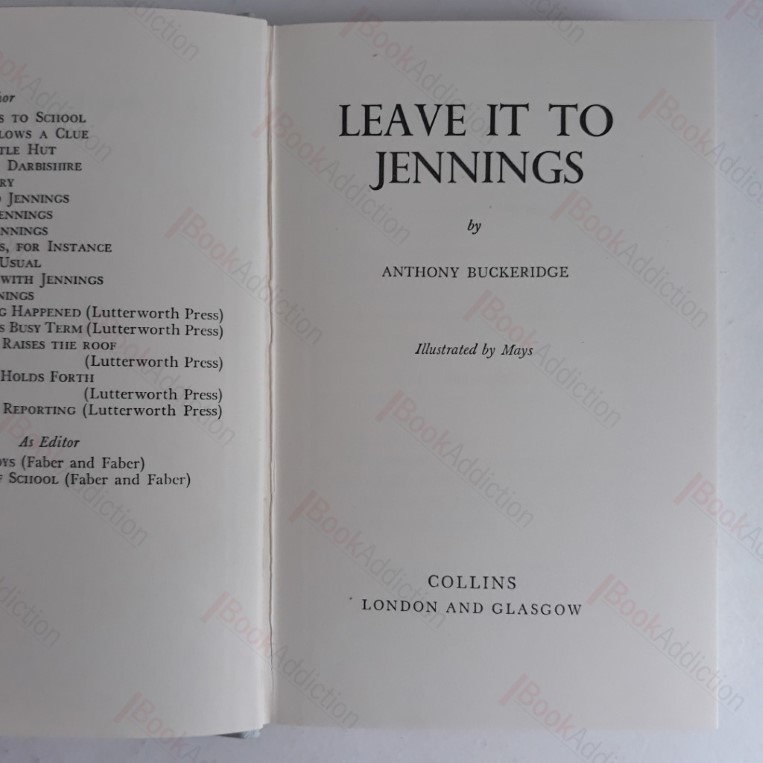 hor
S TO SCHOOL
LOWS A CLUE
TLE HUT
DARBISHIRE
RY
JENNINGS
ENNINGS
NNINGS
S, FOR INSTANCE
USUAL
WITH JENNINGS
NINGS
G HAPPENED (Lutterworth Press)
S BUSY TERM (Lutterworth Press)
RAISES THE ROOF
(Lutterworth Press)
HOLDS FORTH
(Lutterworth Press)
REPORTING (Lutterworth Press)
As Editor
OYS (Faber and Faber)
F SCHOOL (Faber and Faber)
LEAVE IT TO
JENNINGS
by
ANTHONY BUCKERIDGE
Illustrated by Mays
COLLINS
LONDON AND GLASGOW
BookAddiction